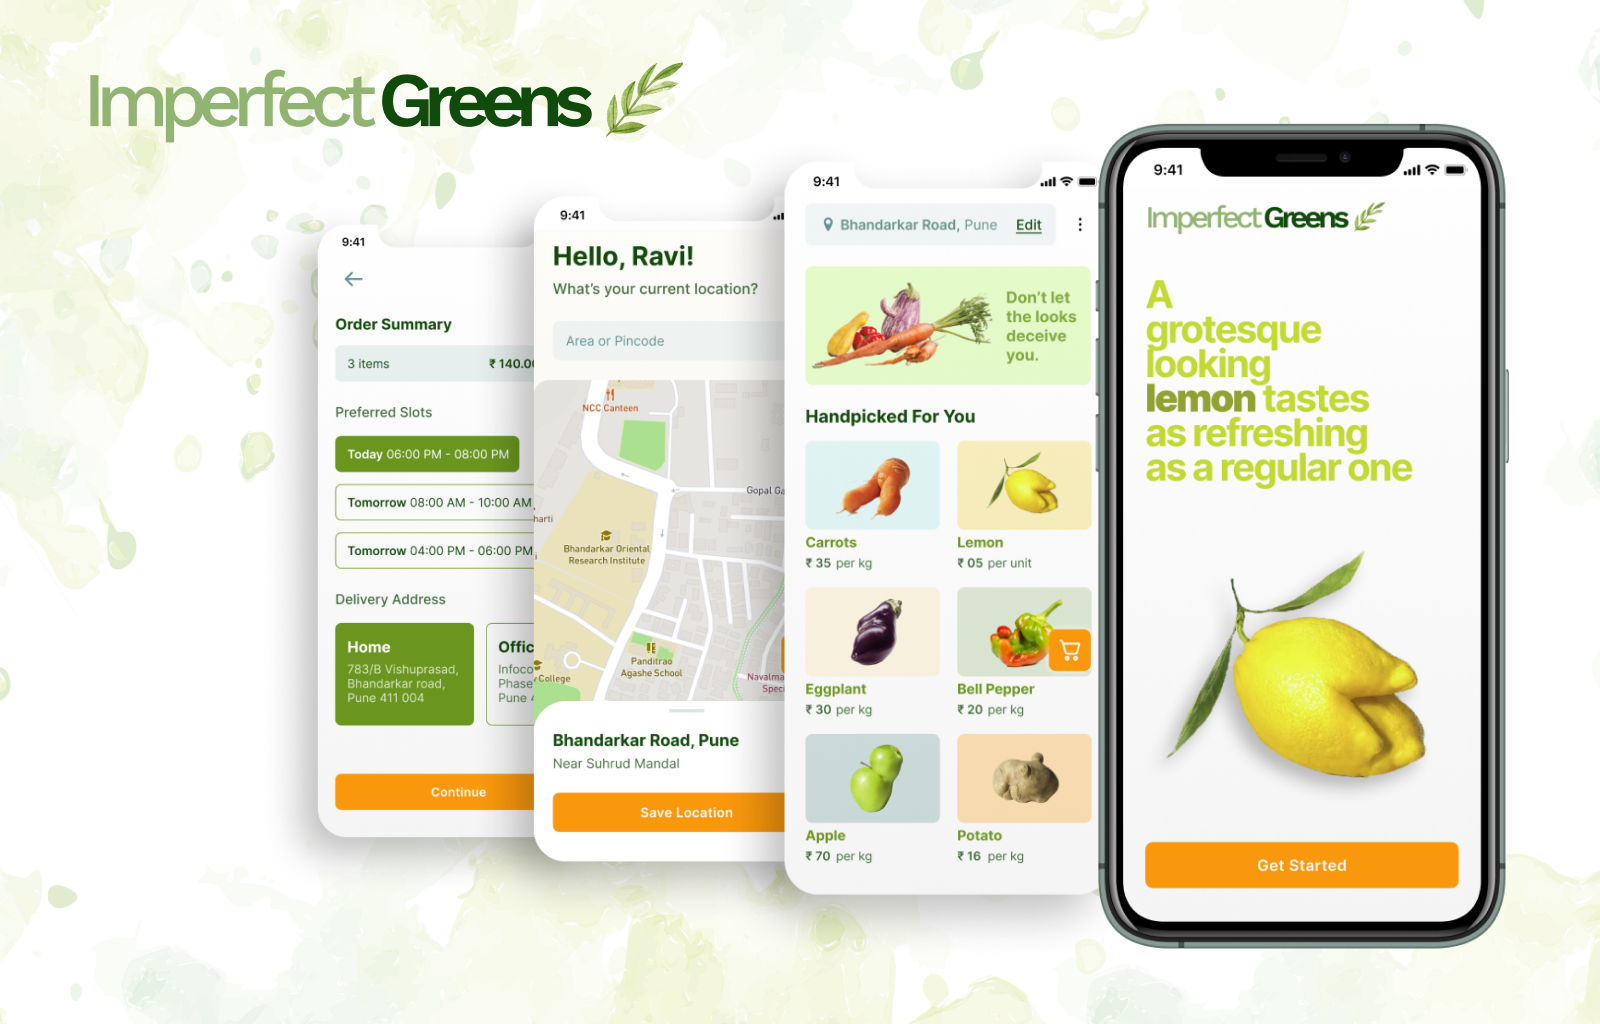 Imperfect Greens
9:41
Order Summary
3 items ₹ 140.0
Preferred Slots
Today 06:00 PM - 08:00 PM
Tomorrow 08:00 AM - 10:00 AM
Tomorrow 04:00 PM - 06:00 PM
Delivery Address
Home
783/B Vishuprasad,
Bhandarkar road,
Pune 411 004
Offic
Infoco
Phase
Pune 4
Continue
9:41
Hello, Ravi!
What's your current location?
Area or Pincode
NCC Canteen
Gopal Ga
harti
Bhandarkar Oriental
Research Institute
Panditrao
Agashe School
College
Navalma
Speci
Bhandarkar Road, Pune
Near Suhrud Mandal
Save Location
9:41
Bhandarkar Road, Pune Edit
Don't let
the looks
deceive
you.
Handpicked For You
Carrots
₹ 35 per kg
Lemon
₹ 05 per unit
Eggplant
₹ 30 per kg
Bell Pepper
₹ 20 per kg
Apple
₹ 70 per kg
Potato
₹ 16 per kg
9:41
Imperfect Greens
A
grotesque
looking
lemon tastes
as refreshing
as a regular one
Get Started